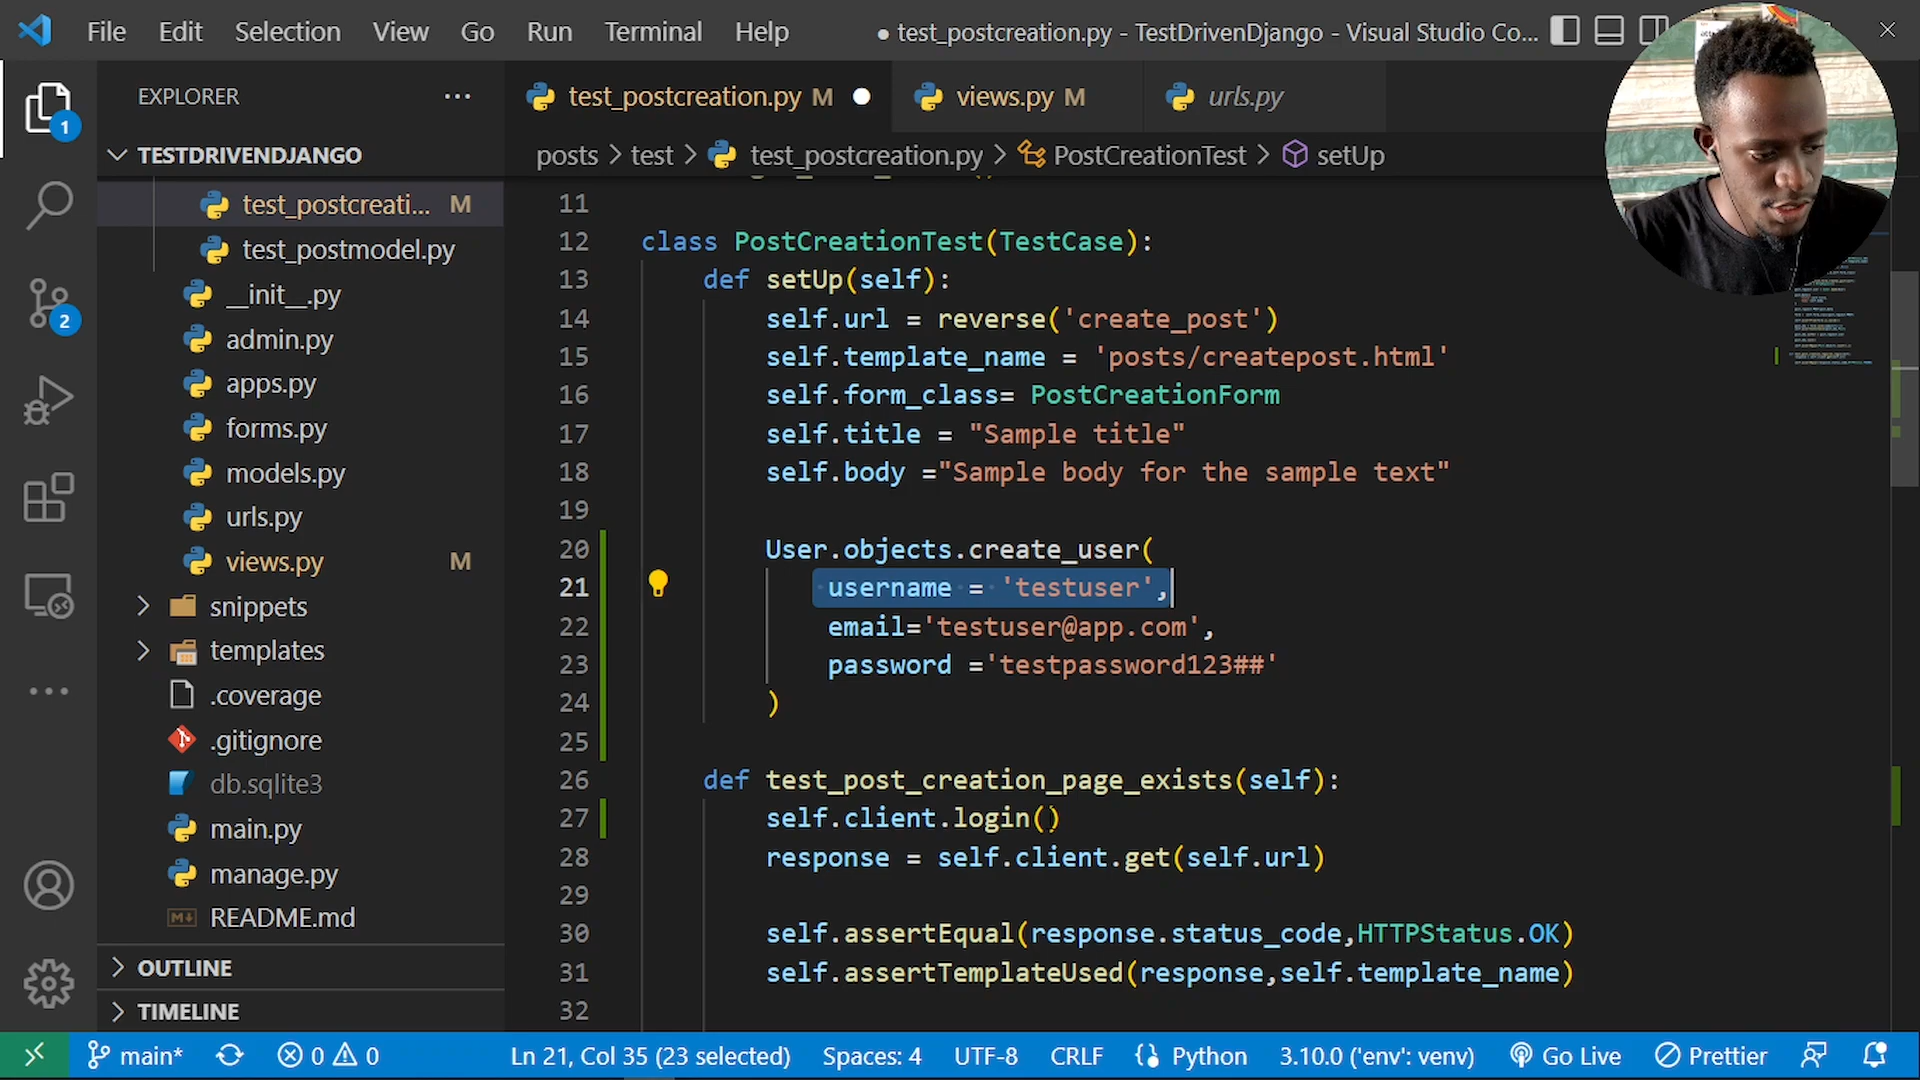 File Edit Selection View Go Run Terminal Help
● test_postcreation.py - TestDrivenDjango - Visual Studio Co...
EXPLORER
test_postcreation.py M
views.py M
urls.py
posts > test > test_postcreation.py > PostCreationTest > setUp
TESTDRIVENDJANGO
test_postcreati... M
test_postmodel.py
__init__.py
admin.py
apps.py
forms.py
models.py
urls.py
views.py M
snippets
templates
.coverage
.gitignore
db.sqlite3
main.py
manage.py
README.md
OUTLINE
TIMELINE
1
2
11
12 class PostCreationTest(TestCase):
13 def setUp(self):
14 self.url = reverse('create_post')
15 self.template_name = 'posts/createpost.html'
16 self.form_class= PostCreationForm
17 self.title = "Sample title"
18 self.body ="Sample body for the sample text"
19
20 User.objects.create_user(
21 username = 'testuser',
22 email='testuser@app.com',
23 password ='testpassword123##'
24 )
25
26 def test_post_creation_page_exists(self):
27 self.client.login()
28 response = self.client.get(self.url)
29
30 self.assertEqual(response.status_code,HTTPStatus.OK)
31 self.assertTemplateUsed(response,self.template_name)
32
main* 0 0 Ln 21, Col 35 (23 selected) Spaces: 4 UTF-8 CRLF Python 3.10.0 ('env': venv) Go Live Prettier